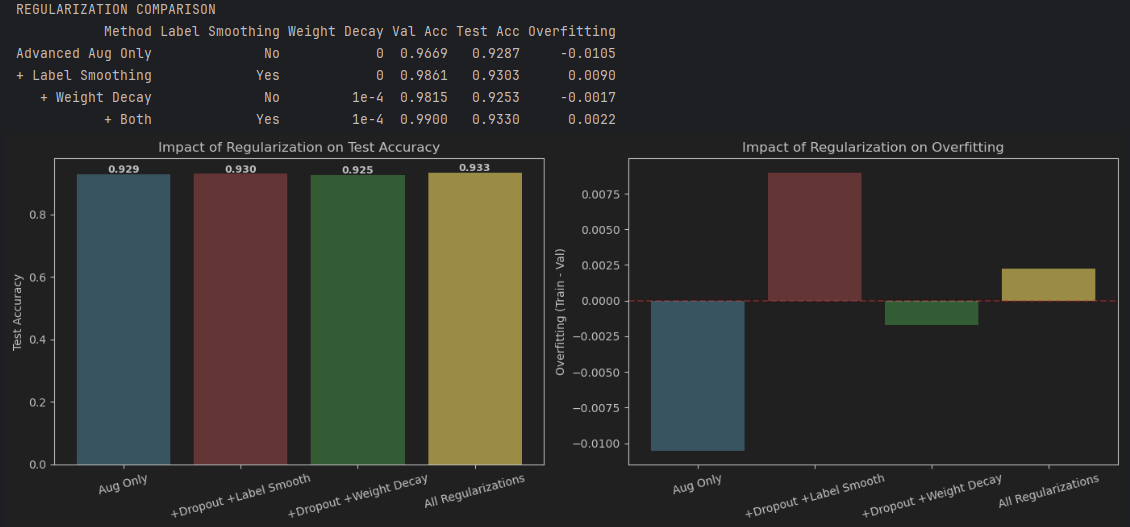 REGULARIZATION COMPARISON
Method Label Smoothing Weight Decay Val Acc Test Acc Overfitting
Advanced Aug Only No 0 0.9669 0.9287 -0.0105
+ Label Smoothing Yes 0 0.9861 0.9303 0.0090
+ Weight Decay No 1e-4 0.9815 0.9253 -0.0017
+ Both Yes 1e-4 0.9900 0.9330 0.0022
Impact of Regularization on Test Accuracy
0.929 0.930 0.925 0.933
0.8
0.6
0.4
0.2
0.0
Test Accuracy
Aug Only
+Dropout +Label Smooth
+Dropout +Weight Decay
All Regularizations
Impact of Regularization on Overfitting
0.0075
0.0050
0.0025
0.0000
−0.0025
−0.0050
−0.0075
−0.0100
Overfitting (Train - Val)
Aug Only
+Dropout +Label Smooth
+Dropout +Weight Decay
All Regularizations